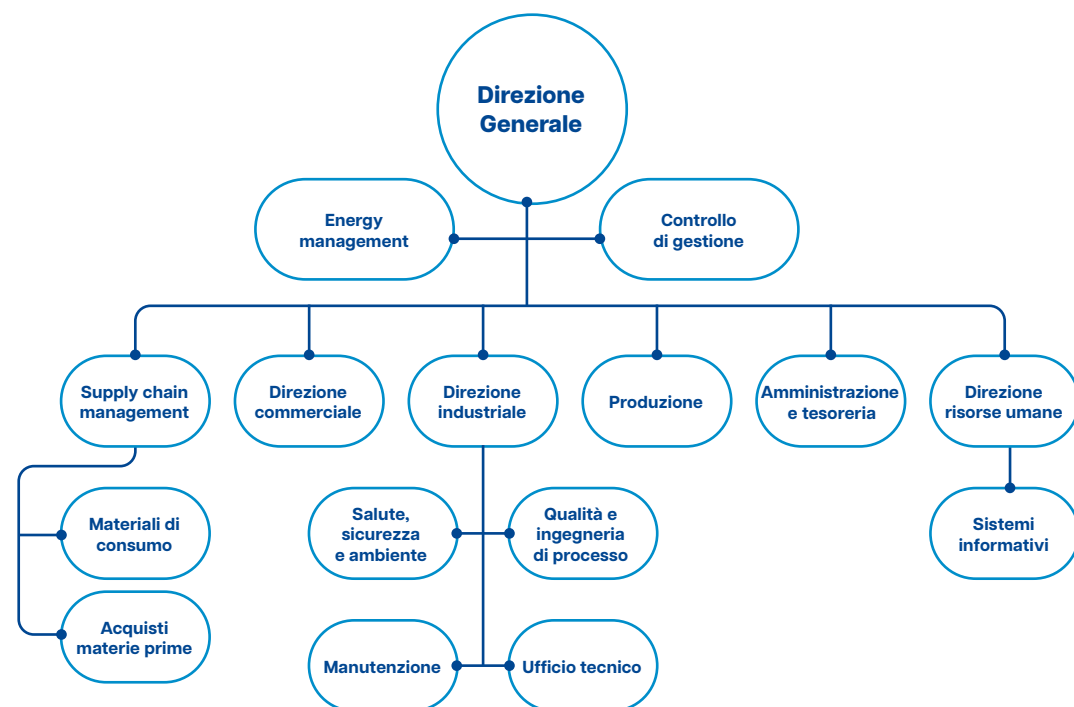 Direzione
Generale
Energy
management
Controllo
di gestione
Supply chain
management
Direzione
commerciale
Direzione
industriale
Produzione
Amministrazione
e tesoreria
Direzione
risorse umane
Materiali di
consumo
Salute,
sicurezza
e ambiente
Qualità e
ingegneria
di processo
Sistemi
informativi
Acquisti
materie prime
Manutenzione
Ufficio tecnico